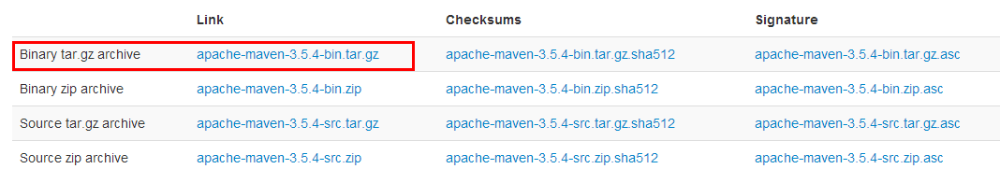 Link Checksums Signature
Binary tar.gz archive apache-maven-3.5.4-bin.tar.gz apache-maven-3.5.4-bin.tar.gz.sha512 apache-maven-3.5.4-bin.tar.gz.asc
Binary zip archive apache-maven-3.5.4-bin.zip apache-maven-3.5.4-bin.zip.sha512 apache-maven-3.5.4-bin.zip.asc
Source tar.gz archive apache-maven-3.5.4-src.tar.gz apache-maven-3.5.4-src.tar.gz.sha512 apache-maven-3.5.4-src.tar.gz.asc
Source zip archive apache-maven-3.5.4-src.zip apache-maven-3.5.4-src.zip.sha512 apache-maven-3.5.4-src.zip.asc